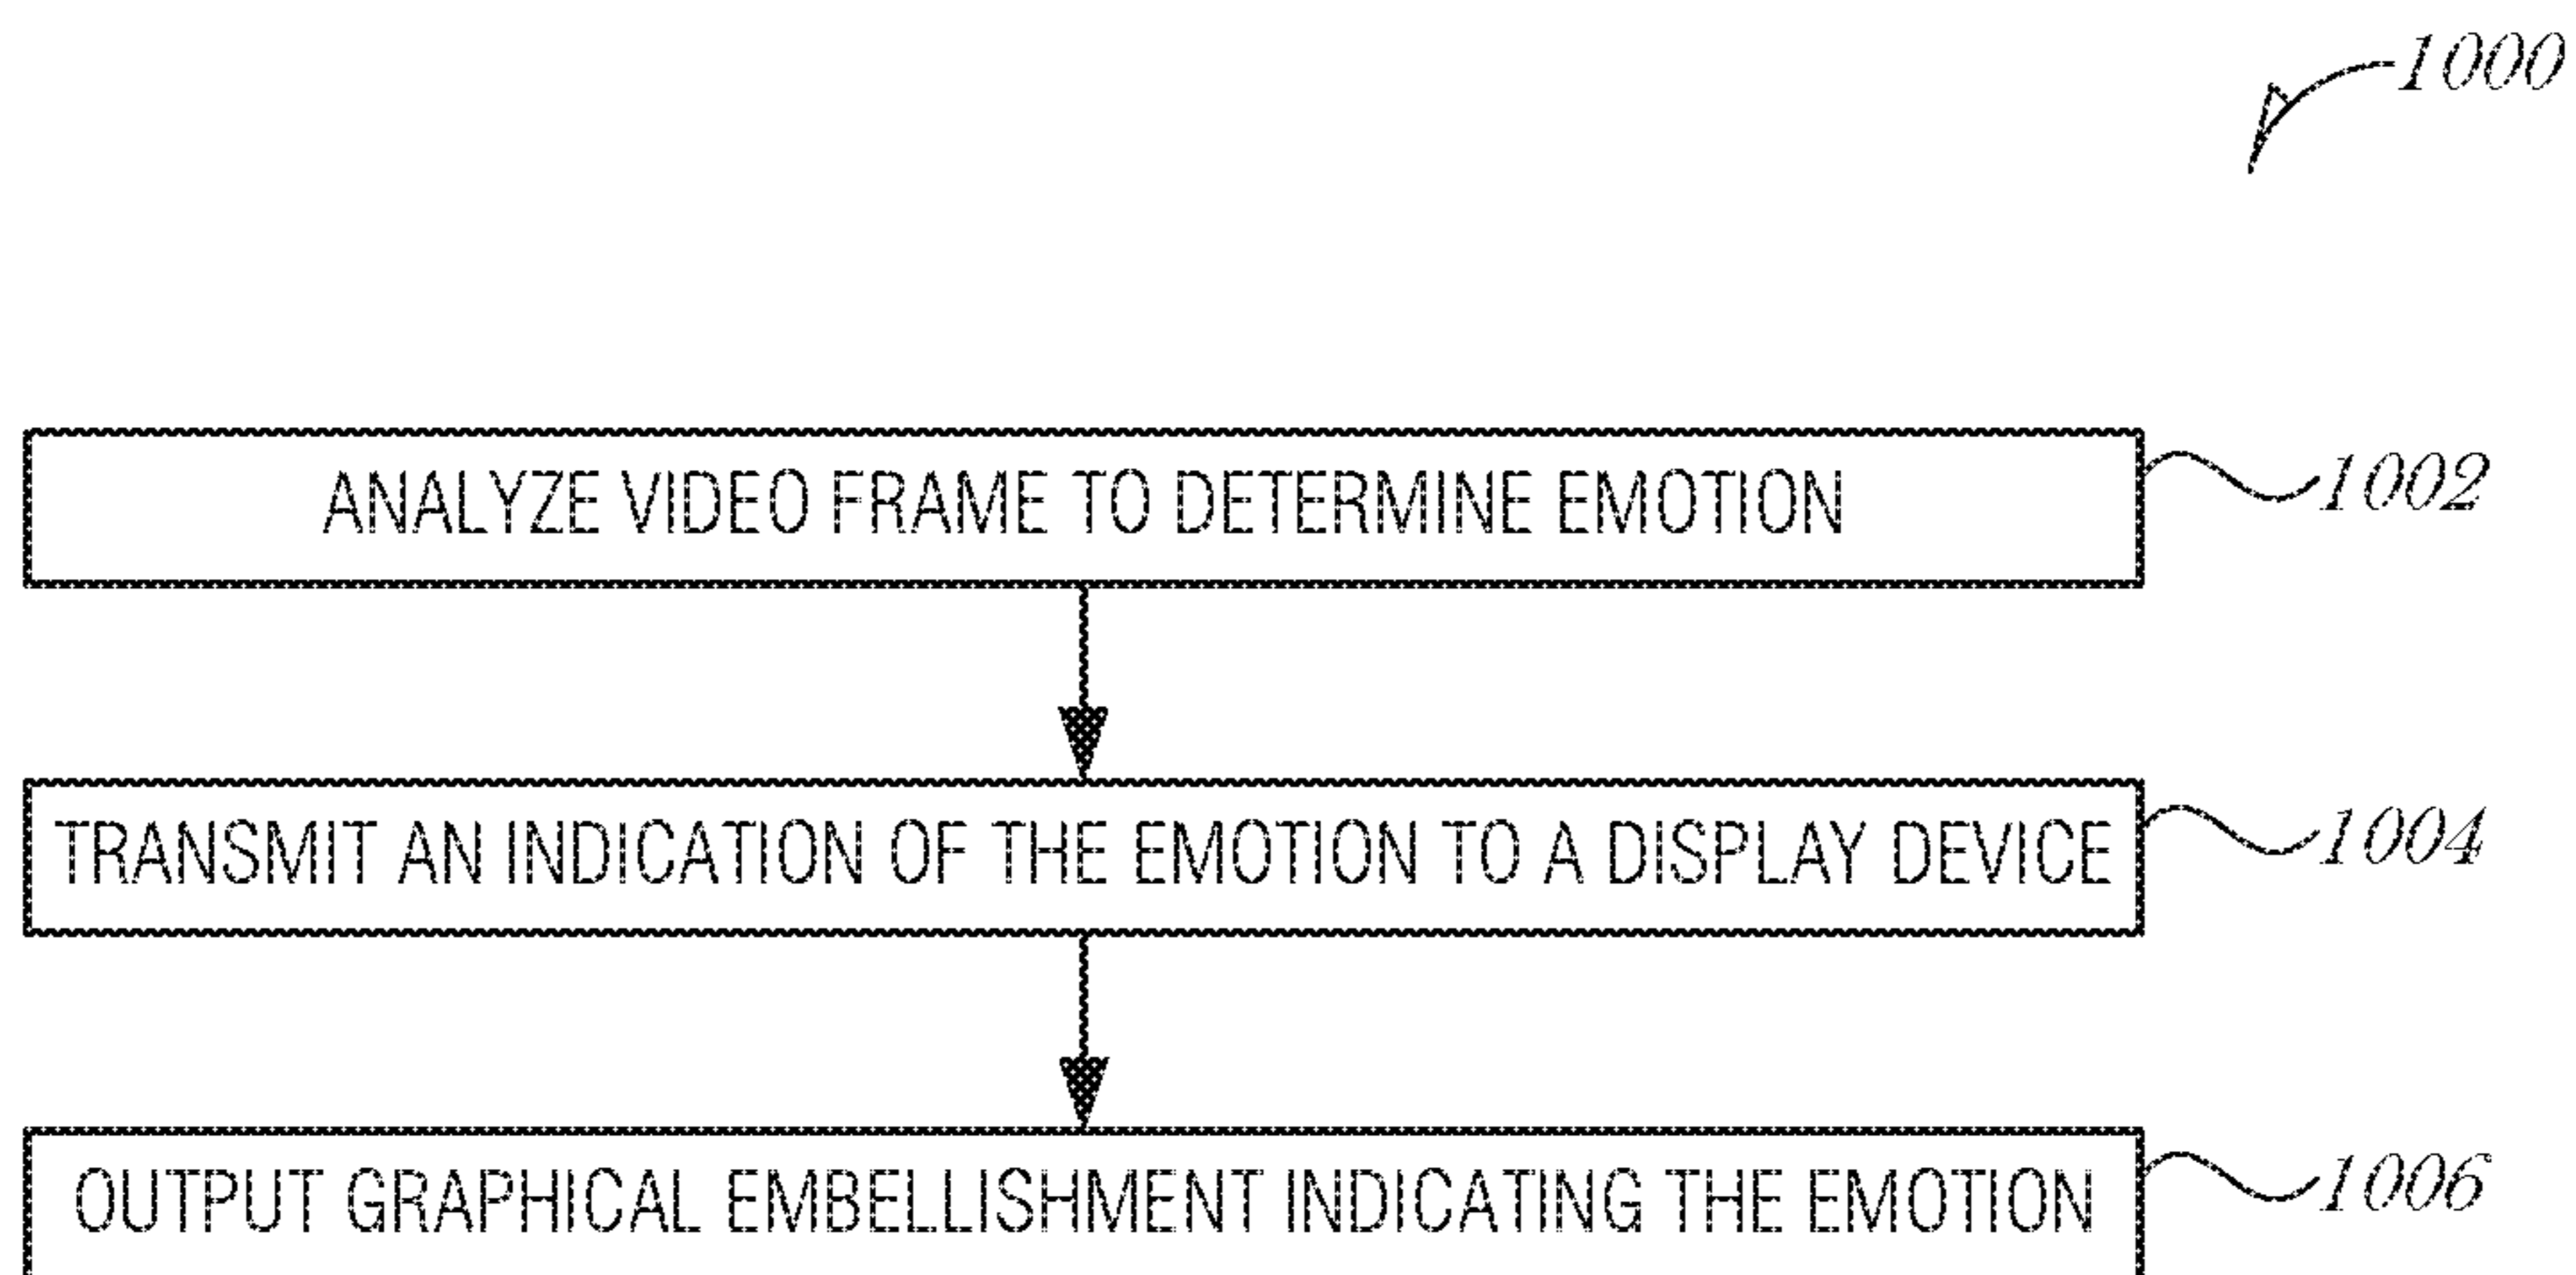 1000
ANALYZE VIDEO FRAME TO DETERMINE EMOTION
1002
TRANSMIT AN INDICATION OF THE EMOTION TO A DISPLAY DEVICE
1004
OUTPUT GRAPHICAL EMBELLISHMENT INDICATING THE EMOTION
1006